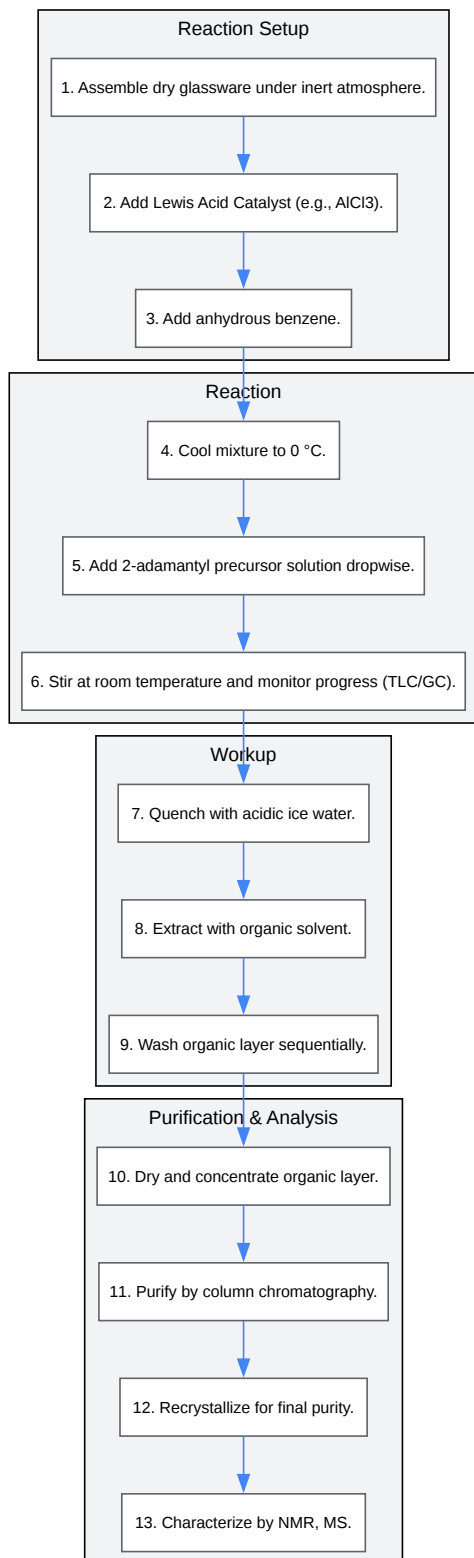 Reaction Setup
1. Assemble dry glassware under inert atmosphere.
2. Add Lewis Acid Catalyst (e.g., AlCl3).
3. Add anhydrous benzene.
Reaction
4. Cool mixture to 0 °C.
5. Add 2-adamantyl precursor solution dropwise.
6. Stir at room temperature and monitor progress (TLC/GC).
Workup
7. Quench with acidic ice water.
8. Extract with organic solvent.
9. Wash organic layer sequentially.
Purification & Analysis
10. Dry and concentrate organic layer.
11. Purify by column chromatography.
12. Recrystallize for final purity.
13. Characterize by NMR, MS.